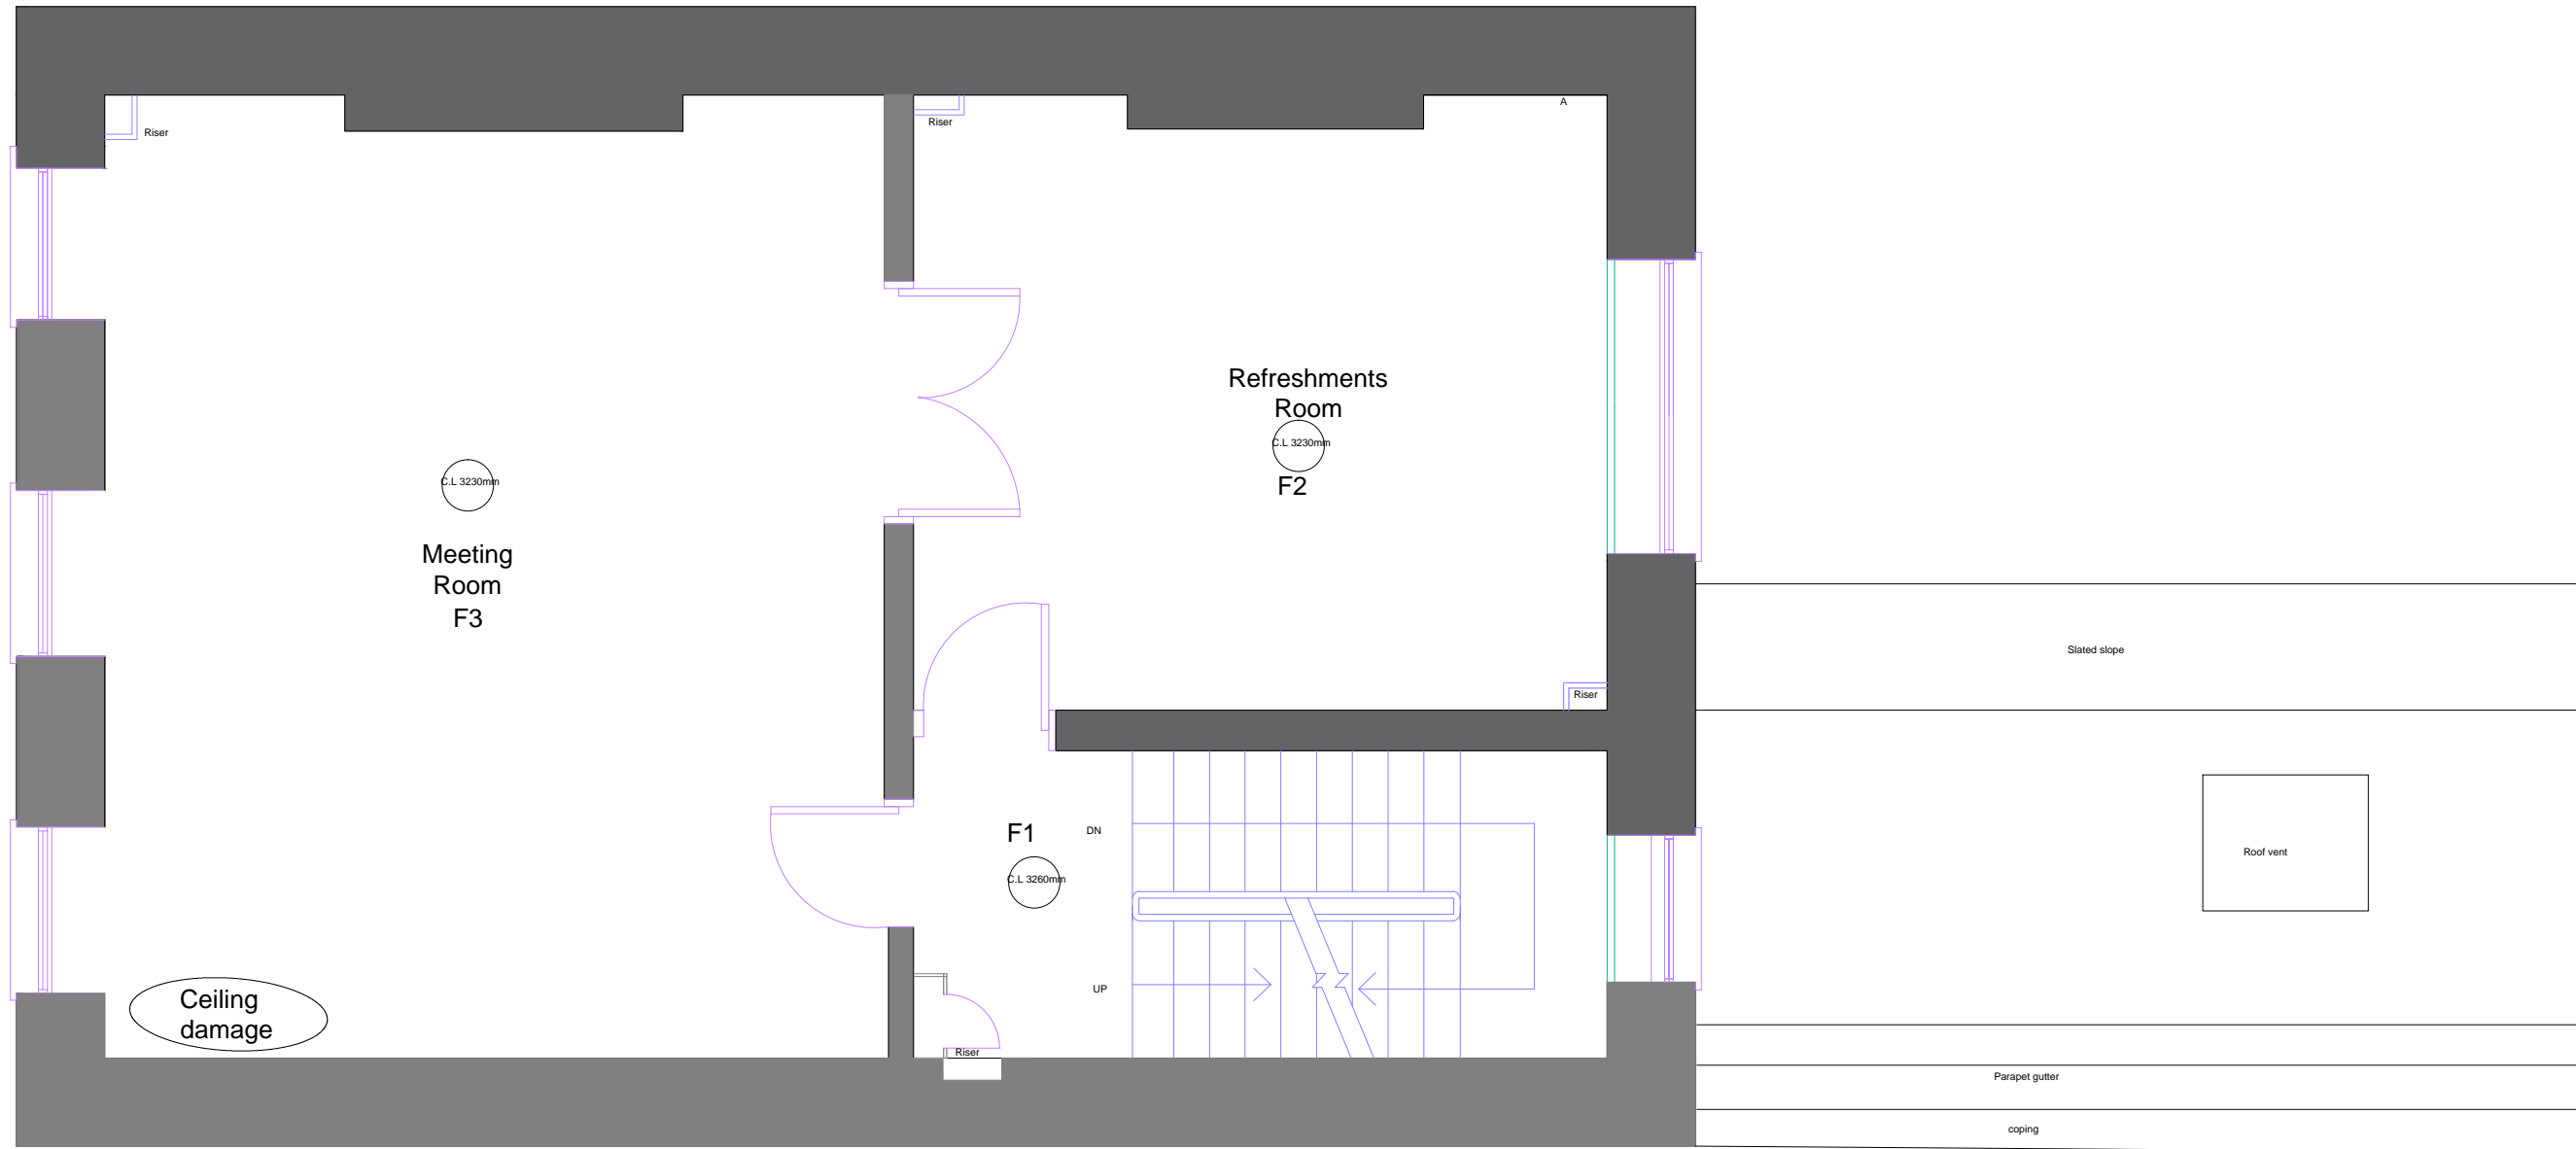 A
Riser
Riser
Refreshments
Room
C.L 3230mm
F2
C.L 3230mm
Meeting
Room
F3
Slated slope
Riser
F1
DN
C.L 3260mm
Roof vent
UP
Ceiling
damage
Riser
Parapet gutter
coping